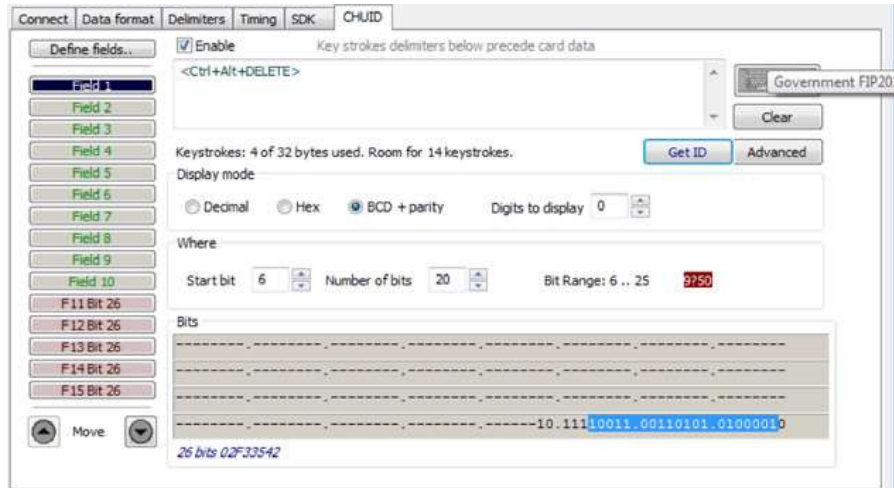 Connect Data format Delimiters Timing SDK CHUID
Define fields..
Enable Key strokes delimiters below precede card data
<Ctrl+Alt+DELETE>
Government FIP20
Clear
Field 1
Field 2
Field 3
Field 4
Field 5
Field 6
Field 7
Field 8
Field 9
Field 10
F11 Bit 26
F12 Bit 26
F13 Bit 26
F14 Bit 26
F15 Bit 26
Move
Keystrokes: 4 of 32 bytes used. Room for 14 keystrokes. Get ID Advanced
Display mode
Decimal Hex BCD + parity Digits to display 0
Where
Start bit 6 Number of bits 20 Bit Range: 6 .. 25 9?50
Bits
--------.--------.--------.--------.--------.--------.--------.--------
--------.--------.--------.--------.--------.--------.--------.--------
--------.--------.--------.--------.--------.--------.--------.--------
--------.--------.--------.--------.------10.11110011.00110101.01000010
26 bits 02F33542